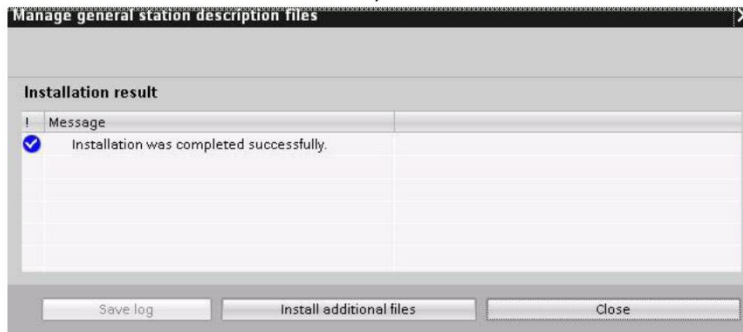 Manage general station description files
Installation result
! Message
Installation was completed successfully.
Save log Install additional files Close